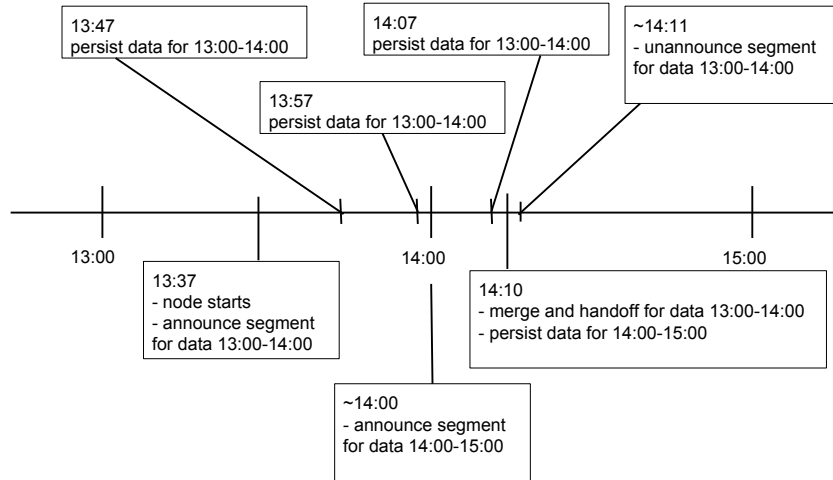 13:47
persist data for 13:00-14:00
14:07
persist data for 13:00-14:00
~14:11
- unannounce segment
for data 13:00-14:00
13:57
persist data for 13:00-14:00
13:00
14:00
15:00
13:37
- node starts
- announce segment
for data 13:00-14:00
14:10
- merge and handoff for data 13:00-14:00
- persist data for 14:00-15:00
~14:00
- announce segment
for data 14:00-15:00